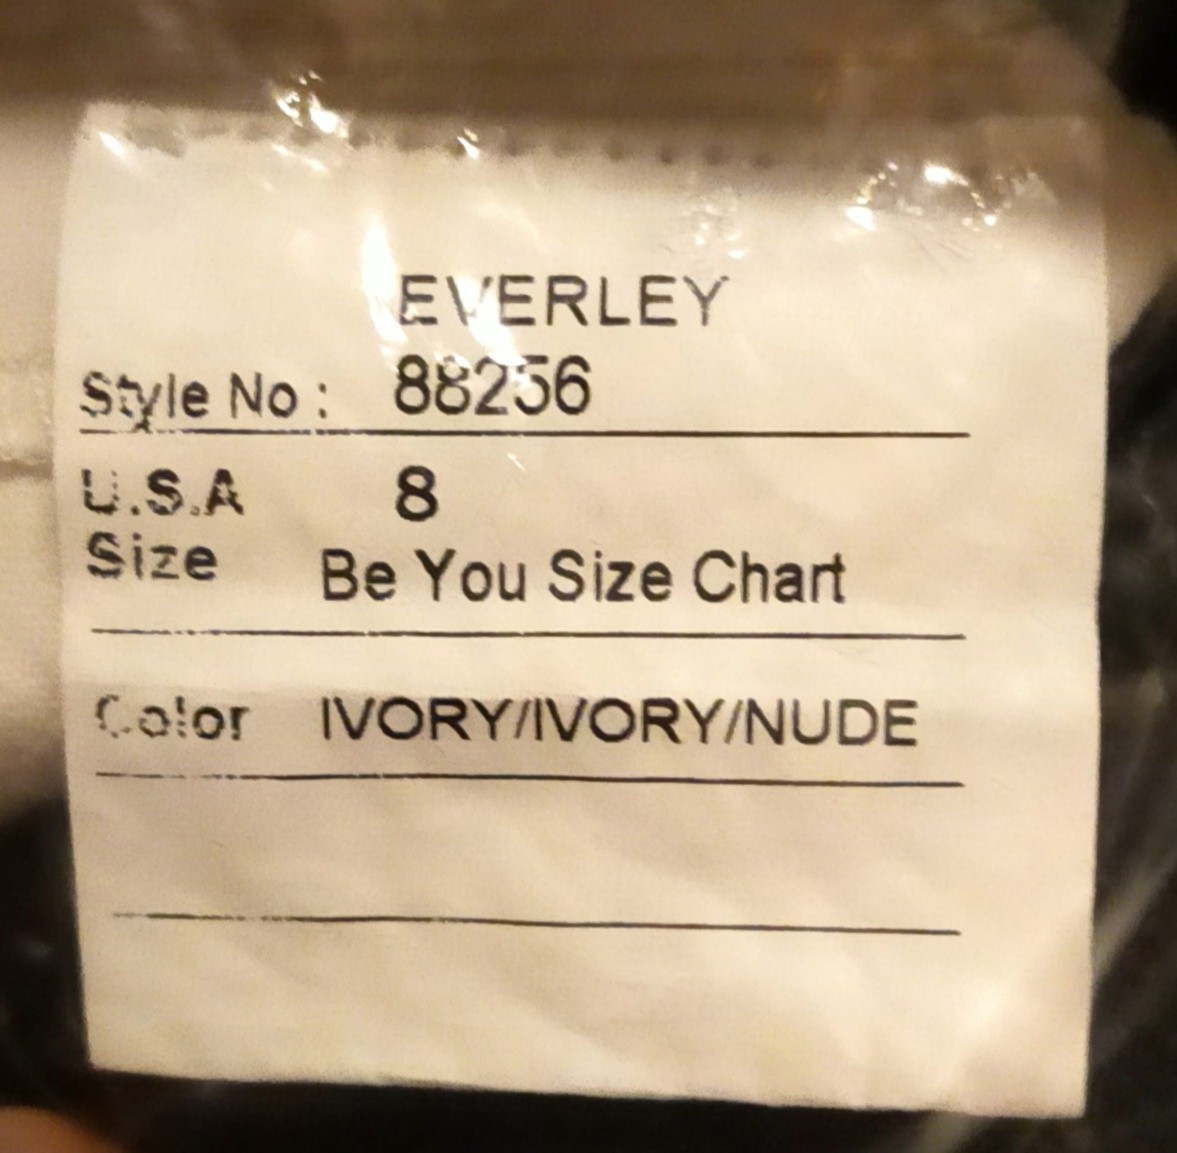 EVERLEY
Style No : 88256
U.S.A 8
Size Be You Size Chart
Color IVORY/IVORY/NUDE